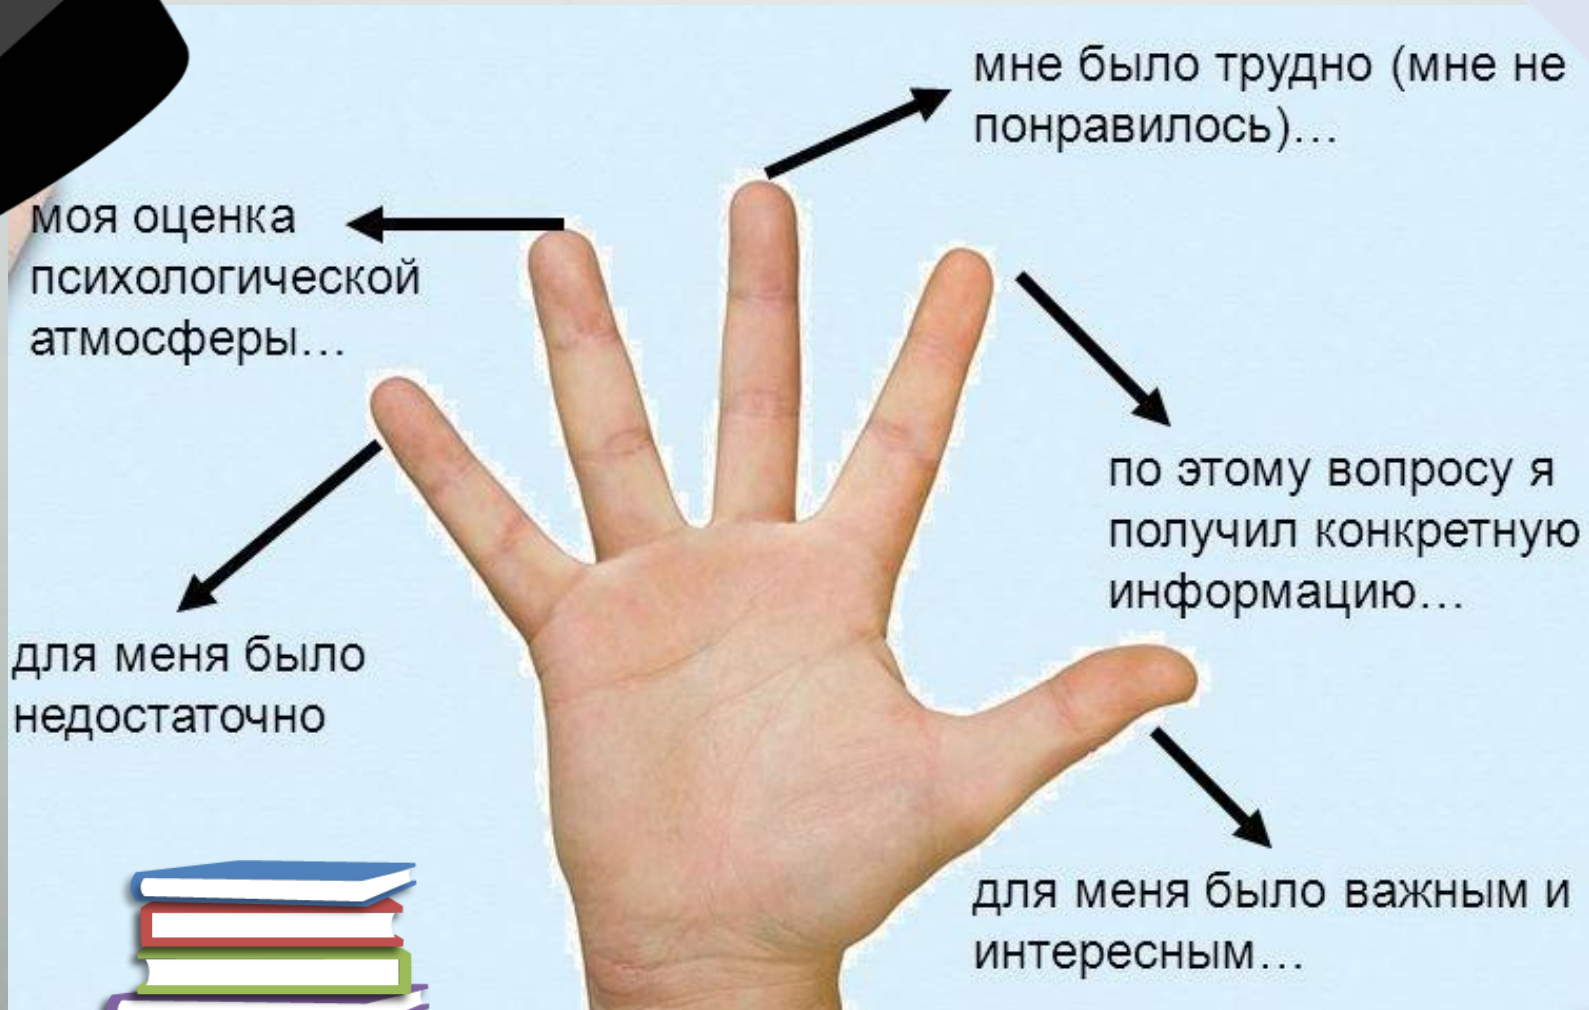 мне было трудно (мне не
понравилось)…
моя оценка
психологической
атмосферы…
по этому вопросу я
получил конкретную
информацию…
для меня было
недостаточно
для меня было важным и
интересным…